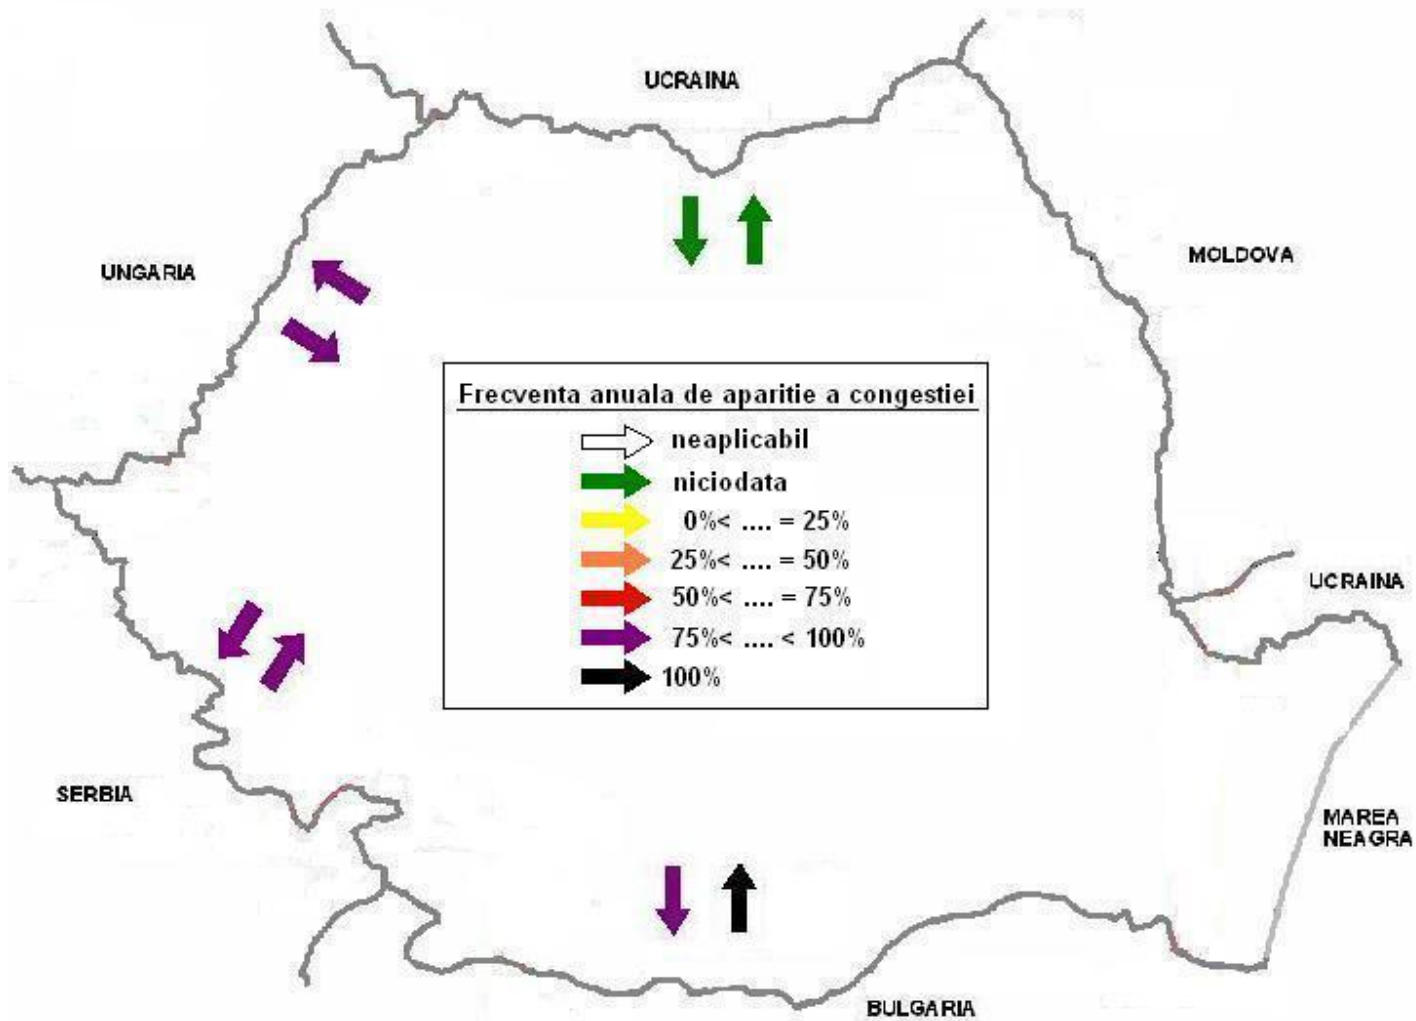 UCRAINA
UNGARIA
MOLDOVA
Frecventa anuala de aparitie a congestiei
neaplicabil
niciodata
0%< .... = 25%
25%< .... = 50%
50%< .... = 75%
75%< .... < 100%
100%
UCRAINA
SERBIA
MAREA
NEAGRA
BULGARIA